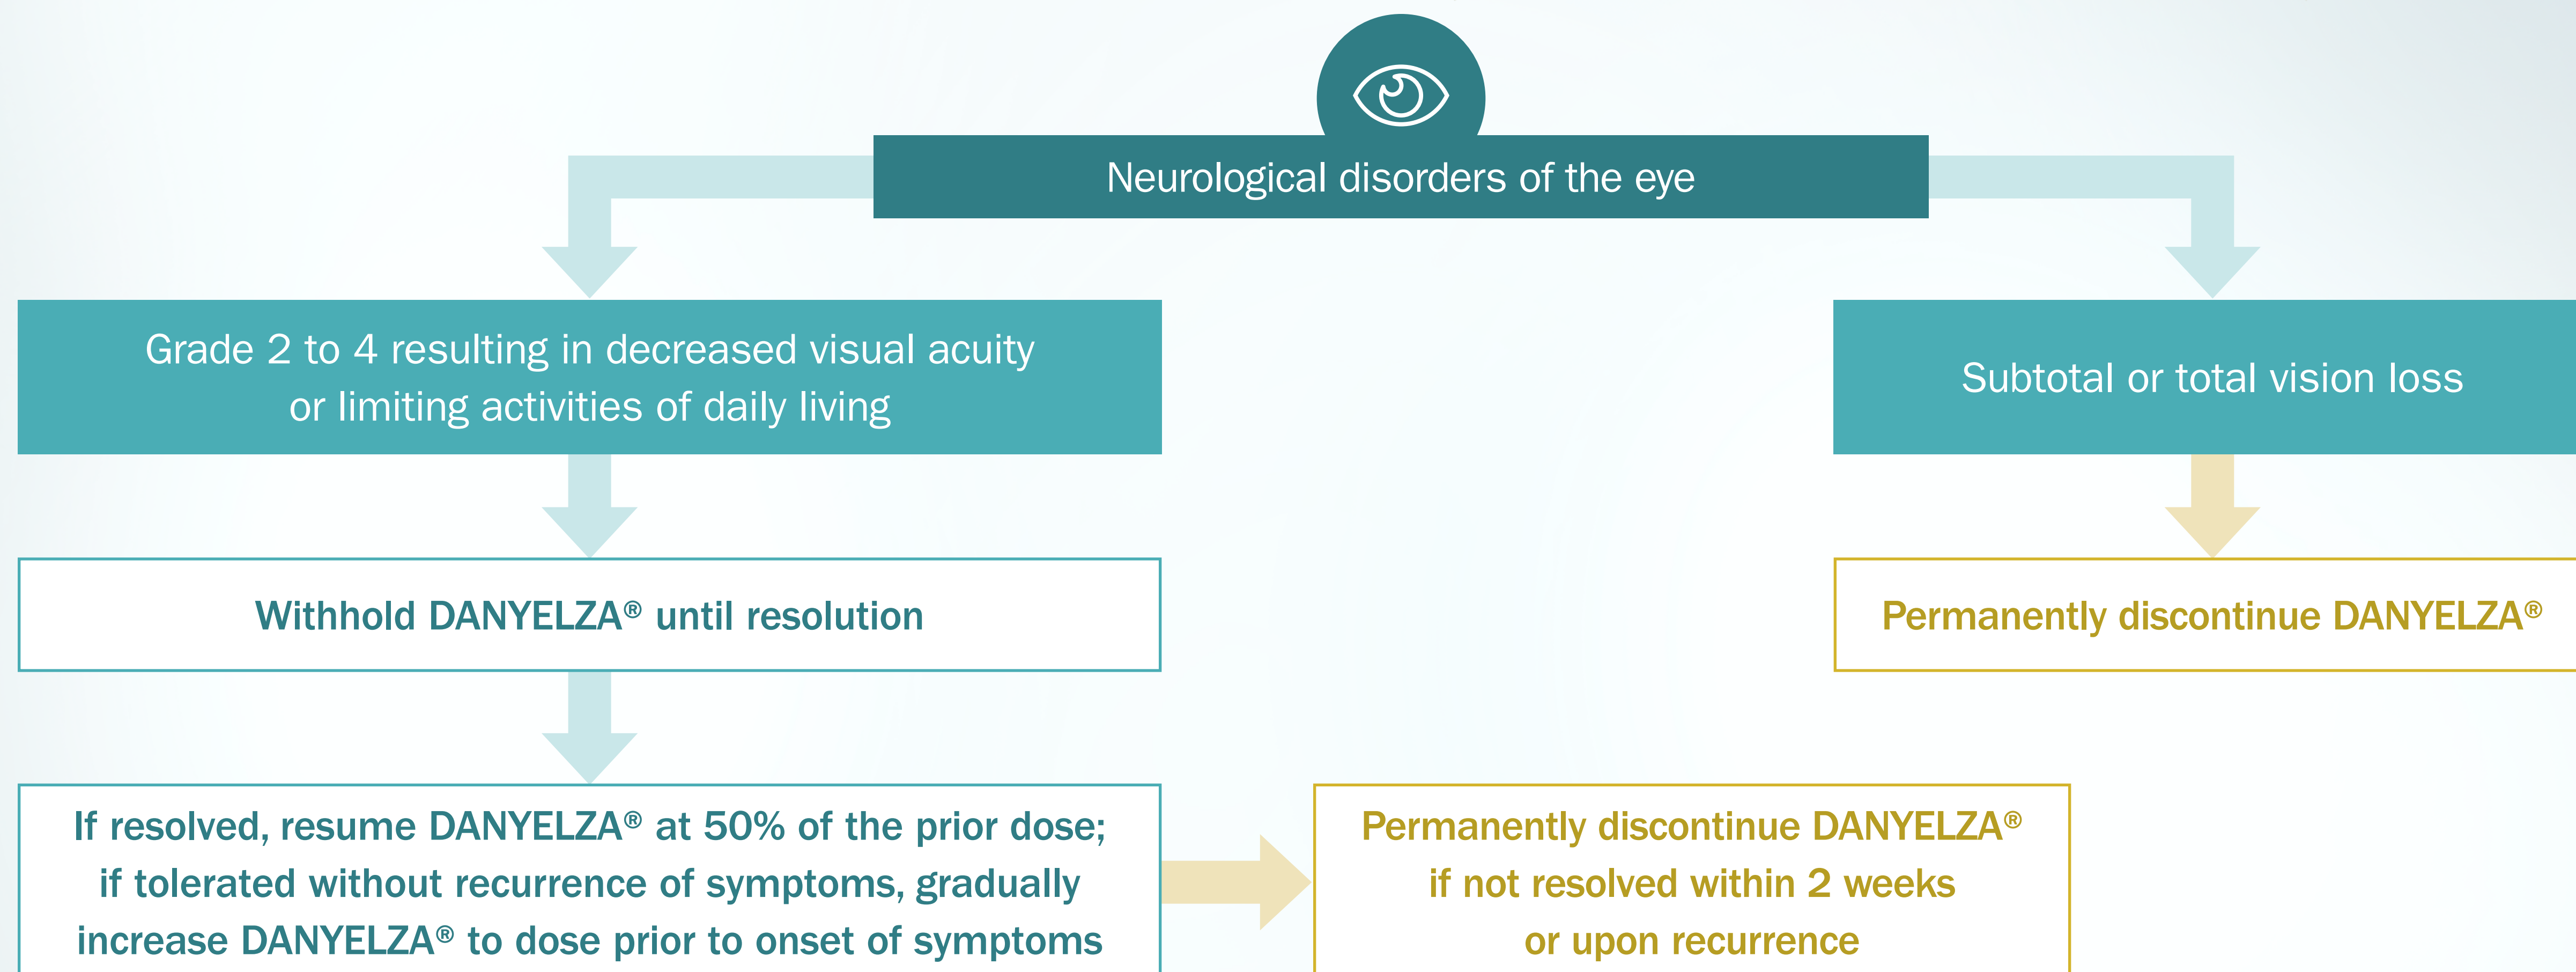 Neurological disorders of the eye
Grade 2 to 4 resulting in decreased visual acuity
or limiting activities of daily living
Subtotal or total vision loss
Withhold DANYELZA® until resolution
Permanently discontinue DANYELZA®
If resolved, resume DANYELZA® at 50% of the prior dose;
if tolerated without recurrence of symptoms, gradually
increase DANYELZA® to dose prior to onset of symptoms
Permanently discontinue DANYELZA®
if not resolved within 2 weeks
or upon recurrence